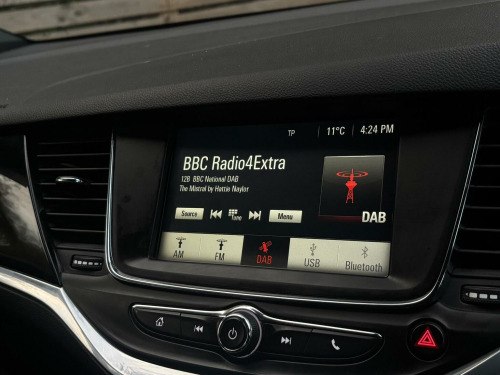 TP 11°C 4:24 PM
BBC Radio4Extra
12B BBC National DAB
The Mistral by Hattie Naylor
DAB
Source Tune Menu
AM FM DAB USB Bluetooth